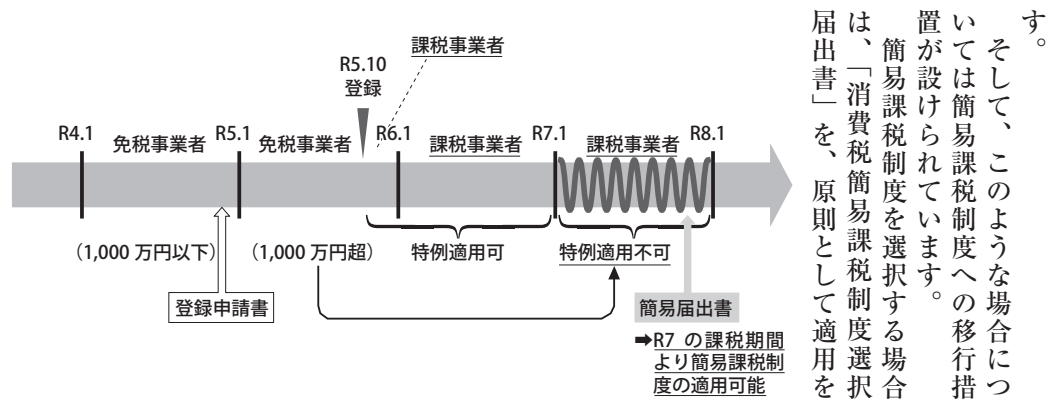 す。
　そして、このような場合につ
いては簡易課税制度への移行措
置が設けられています。
　簡易課税制度を選択する場合
は、「消費税簡易課税制度選択
届出書」を、原則として適用を
課税事業者
R5.10
登録
R4.1
免税事業者
R5.1
免税事業者
R6.1
課税事業者
R7.1
課税事業者
R8.1
（1,000 万円以下）
（1,000 万円超）
特例適用可
特例適用不可
登録申請書
簡易届出書
➡R7 の課税期間
より簡易課税制
度の適用可能